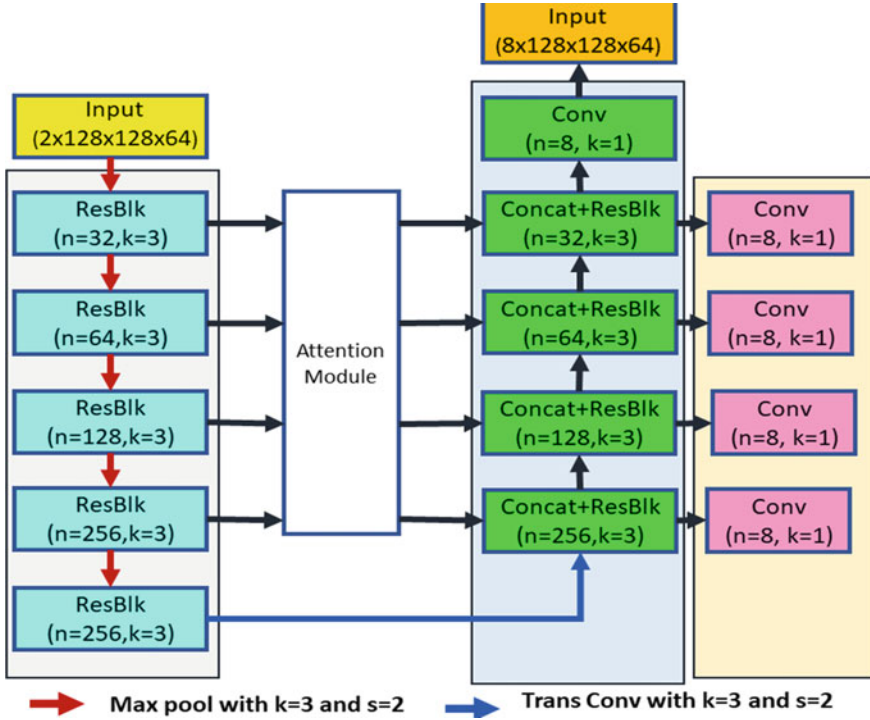 Input
(2x128x128x64)
ResBlk
(n=32,k=3)
ResBlk
(n=64,k=3)
ResBlk
(n=128,k=3)
ResBlk
(n=256,k=3)
ResBlk
(n=256,k=3)
Attention
Module
Input
(8x128x128x64)
Conv
(n=8, k=1)
Concat+ResBlk
(n=32,k=3)
Concat+ResBlk
(n=64,k=3)
Concat+ResBlk
(n=128,k=3)
Concat+ResBlk
(n=256,k=3)
Conv
(n=8, k=1)
Conv
(n=8, k=1)
Conv
(n=8, k=1)
Conv
(n=8, k=1)
Max pool with k=3 and s=2
Trans Conv with k=3 and s=2